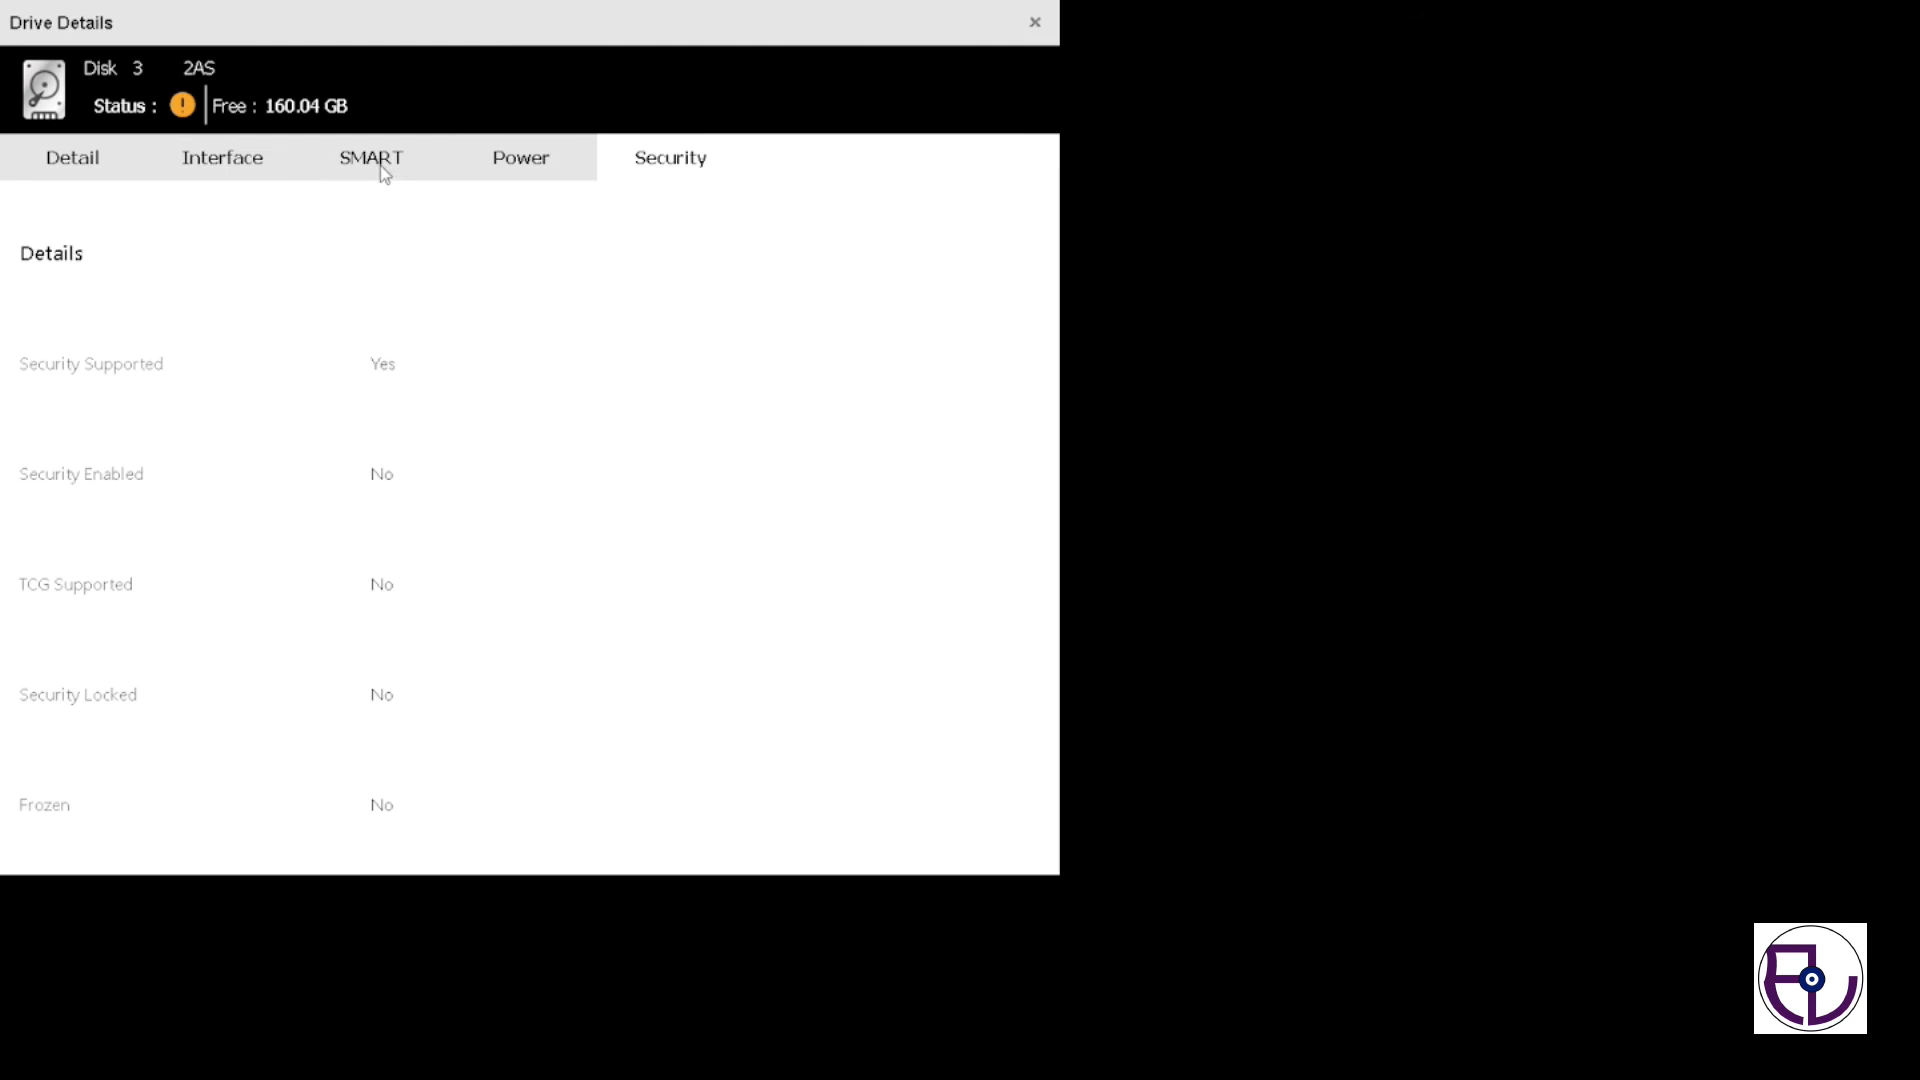 Drive Details
Disk 3 2AS
Status : ! Free : 160.04 GB
Detail Interface SMART Power Security
Details
Security Supported Yes
Security Enabled No
TCG Supported No
Security Locked No
Frozen No